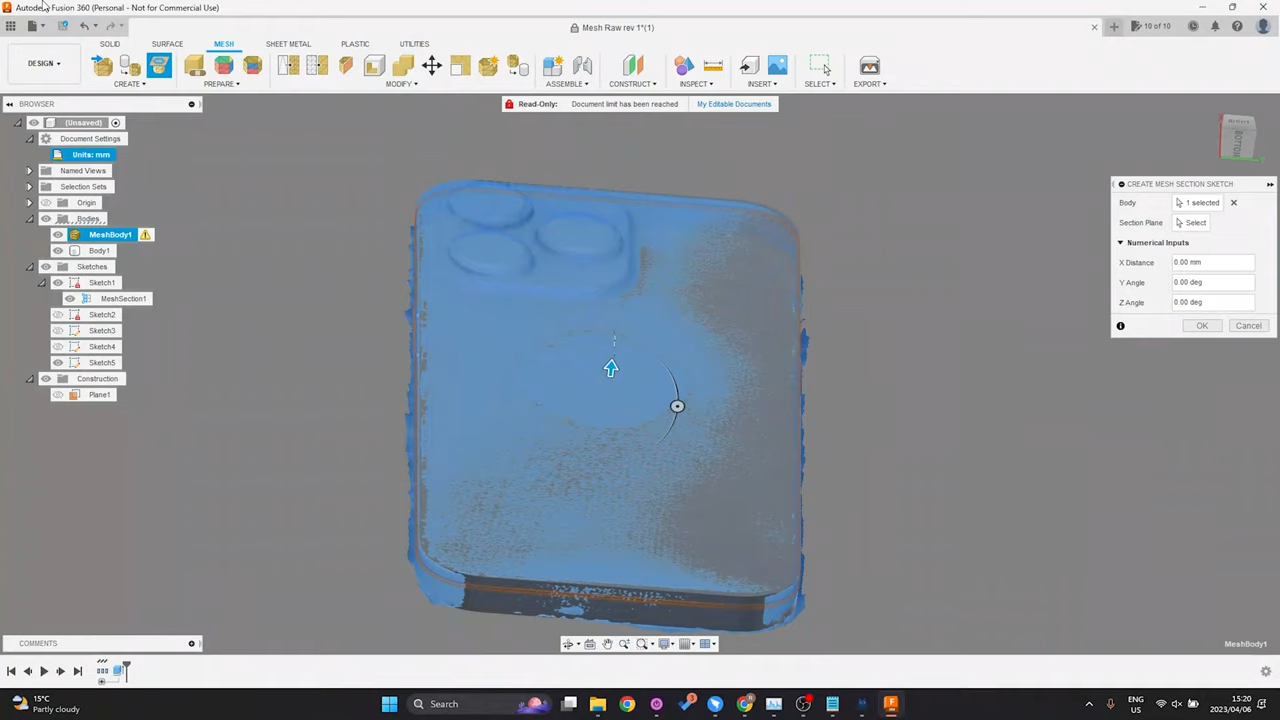 Autodesk Fusion 360 (Personal - Not for Commercial Use)
Mesh Raw rev 1*(1)
10 of 10
DESIGN
SOLID
SURFACE
MESH
SHEET METAL
PLASTIC
UTILITIES
CREATE
PREPARE
MODIFY
ASSEMBLE
CONSTRUCT
INSPECT
INSERT
SELECT
EXPORT
BROWSER
Read-Only: Document limit has been reached My Editable Documents
(Unsaved)
Document Settings
Units: mm
Named Views
Selection Sets
Origin
Bodies
MeshBody1
Body1
Sketches
Sketch1
MeshSection1
Sketch2
Sketch3
Sketch4
Sketch5
Construction
Plane1
BOTTOM
CREATE MESH SECTION SKETCH
Body 1 selected
Section Plane Select
Numerical Inputs
X Distance 0.00 mm
Y Angle 0.00 deg
Z Angle 0.00 deg
OK Cancel
COMMENTS
MeshBody1
15°C
Partly cloudy
Search
3
ENG
US
15:20
2023/04/06